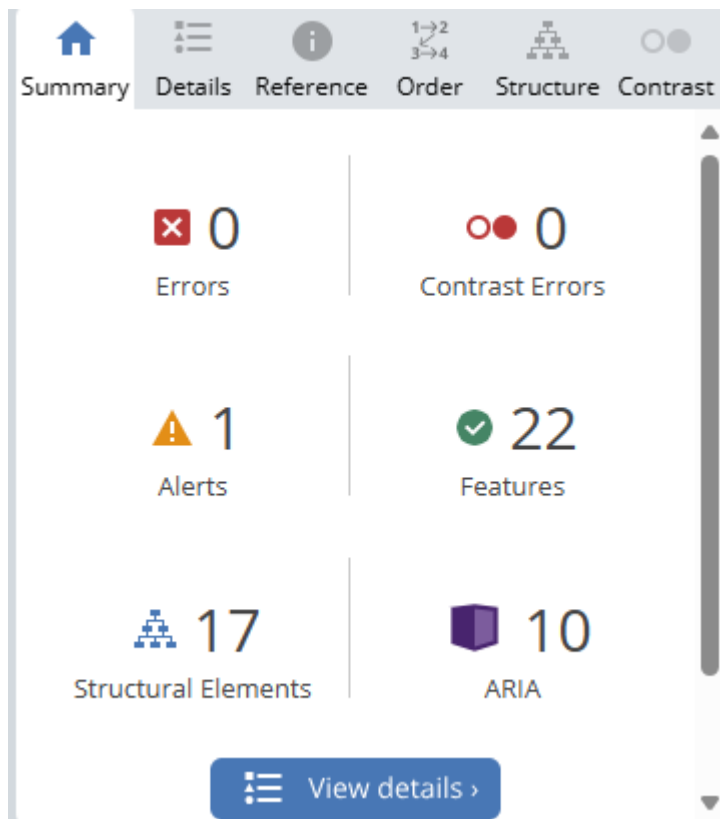 1→2
3→4
Summary Details Reference Order Structure Contrast
0 0
Errors Contrast Errors
1 22
Alerts Features
17 10
Structural Elements ARIA
View details ›